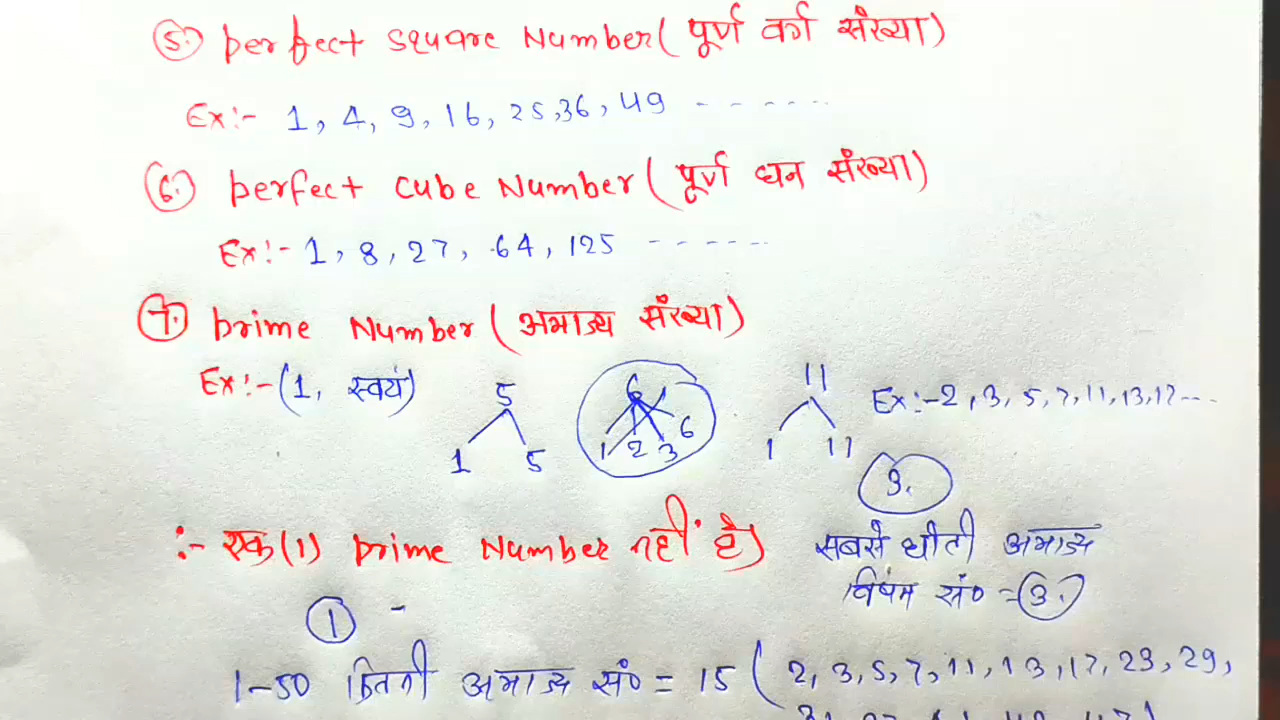 5. perfect square Number (पूर्ण वर्ग संख्या)
Ex:- 1, 4, 9, 16, 25, 36, 49 -------
6. perfect cube Number (पूर्ण घन संख्या)
Ex:- 1, 8, 27, 64, 125 ------
7. prime Number (अभाज्य संख्या)
Ex:- (1, स्वयं)
5
1 5
6
1 2 3 6
11
1 11
Ex:- 2, 3, 5, 7, 11, 13, 17 ---
3.
:- एक (1) prime Number नहीं है)
सबसे छोटी अभाज्य
विषम सं० = 3.
1 -
1-50 कितनी अभाज्य सं० = 15 ( 2, 3, 5, 7, 11, 13, 17, 23, 29,